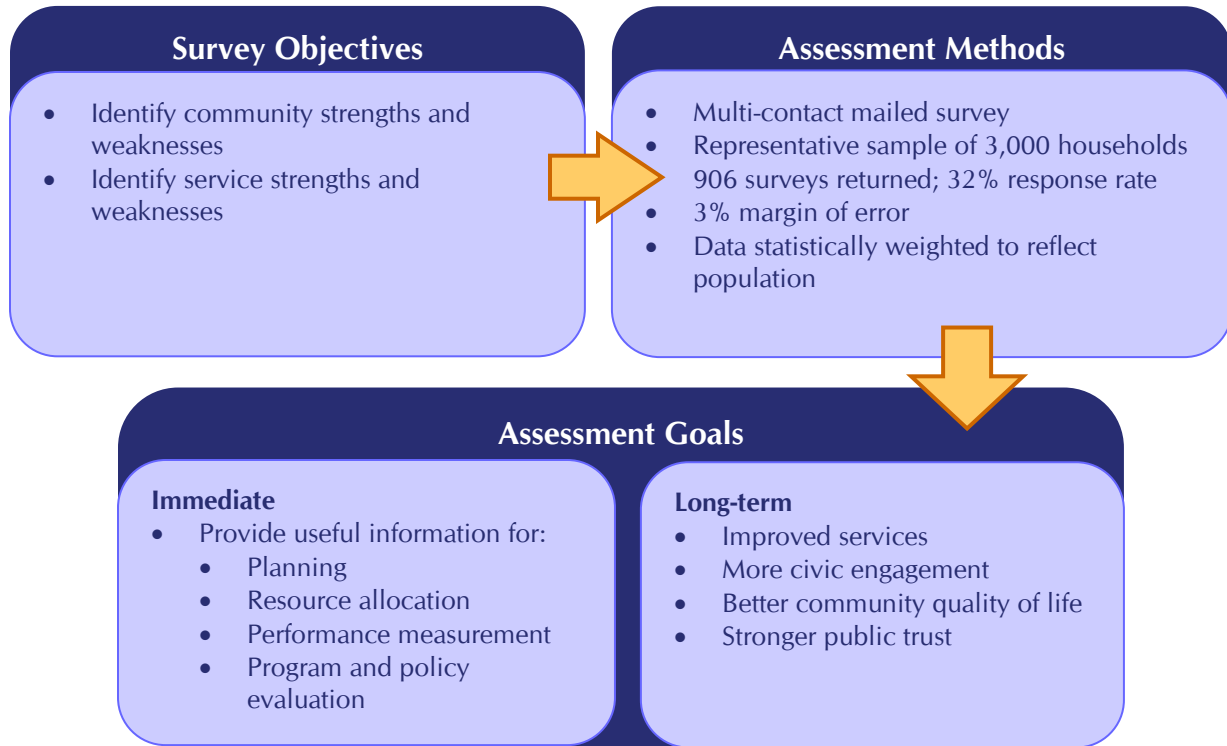 Survey Objectives
• Identify community strengths and
weaknesses
• Identify service strengths and
weaknesses
Assessment Methods
• Multi-contact mailed survey
• Representative sample of 3,000 households
906 surveys returned; 32% response rate
• 3% margin of error
• Data statistically weighted to reflect
population
Assessment Goals
Immediate
• Provide useful information for:
• Planning
• Resource allocation
• Performance measurement
• Program and policy
evaluation
Long-term
• Improved services
• More civic engagement
• Better community quality of life
• Stronger public trust